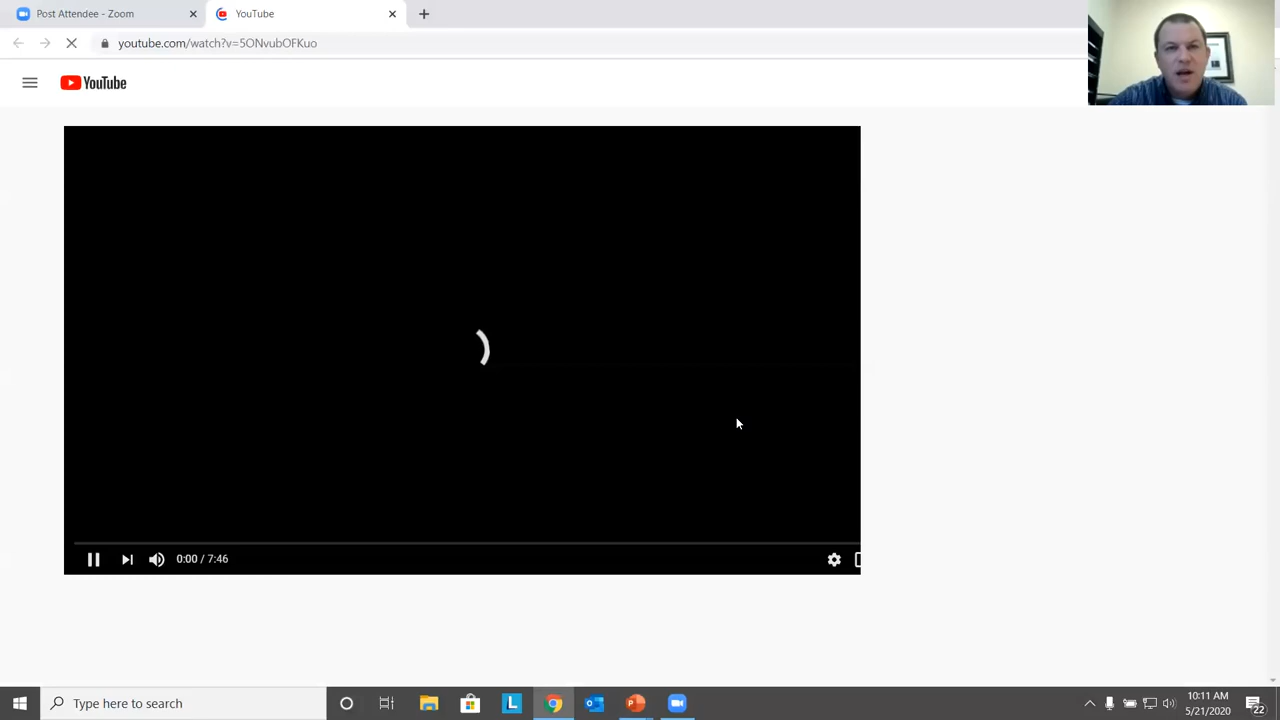 Post Attendee - Zoom
YouTube
youtube.com/watch?v=5ONvubOFKuo
YouTube
0:00 / 7:46
Type here to search
L
P
10:11 AM
5/21/2020
22